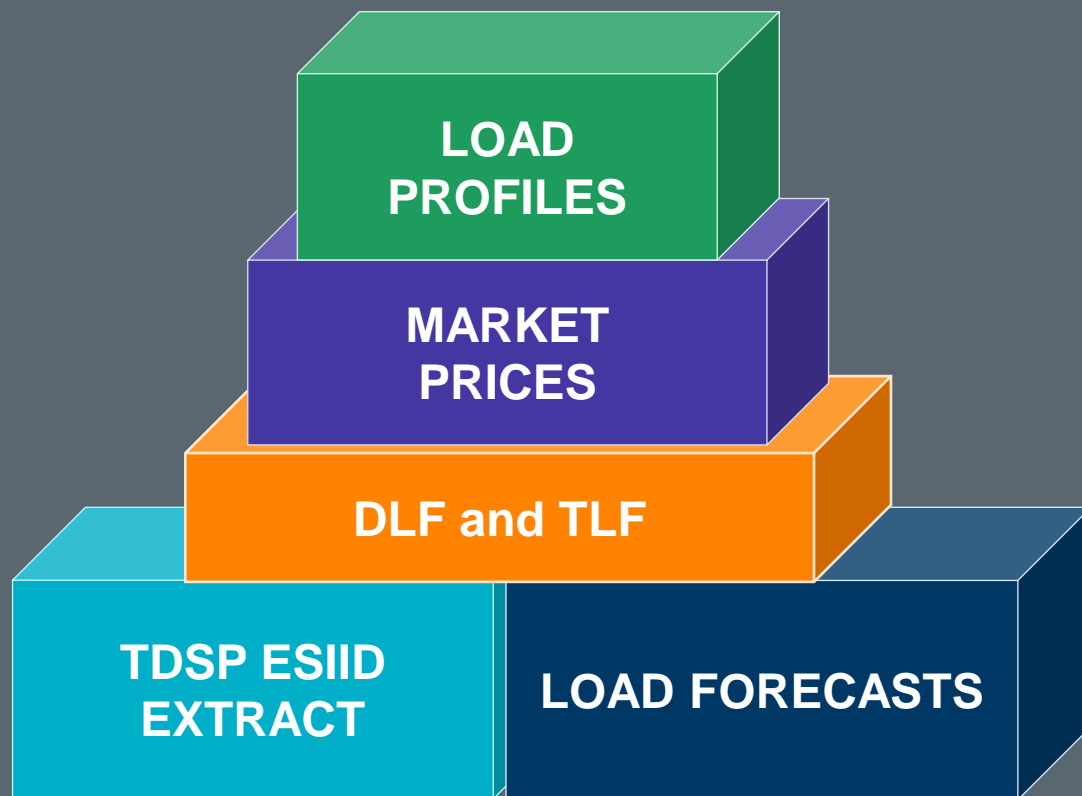 LOAD
PROFILES
MARKET
PRICES
DLF and TLF
TDSP ESIID
EXTRACT
LOAD FORECASTS